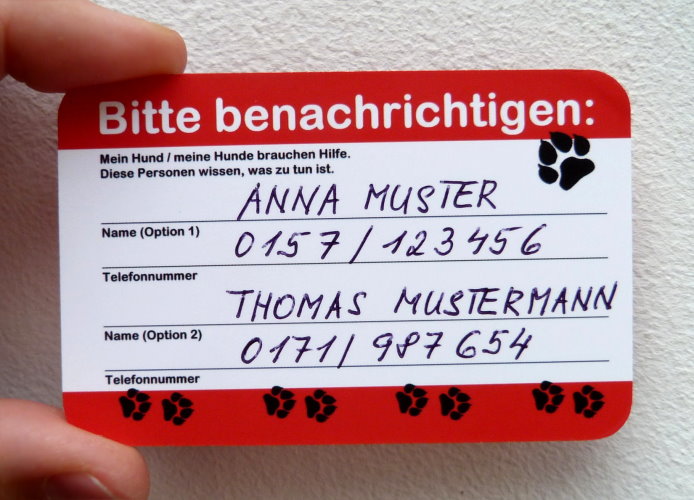 Bitte benachrichtigen:
Mein Hund / meine Hunde brauchen Hilfe.
Diese Personen wissen, was zu tun ist.
ANNA MUSTER
Name (Option 1)
0157 / 123456
Telefonnummer
THOMAS MUSTERMANN
Name (Option 2)
0171 / 987654
Telefonnummer